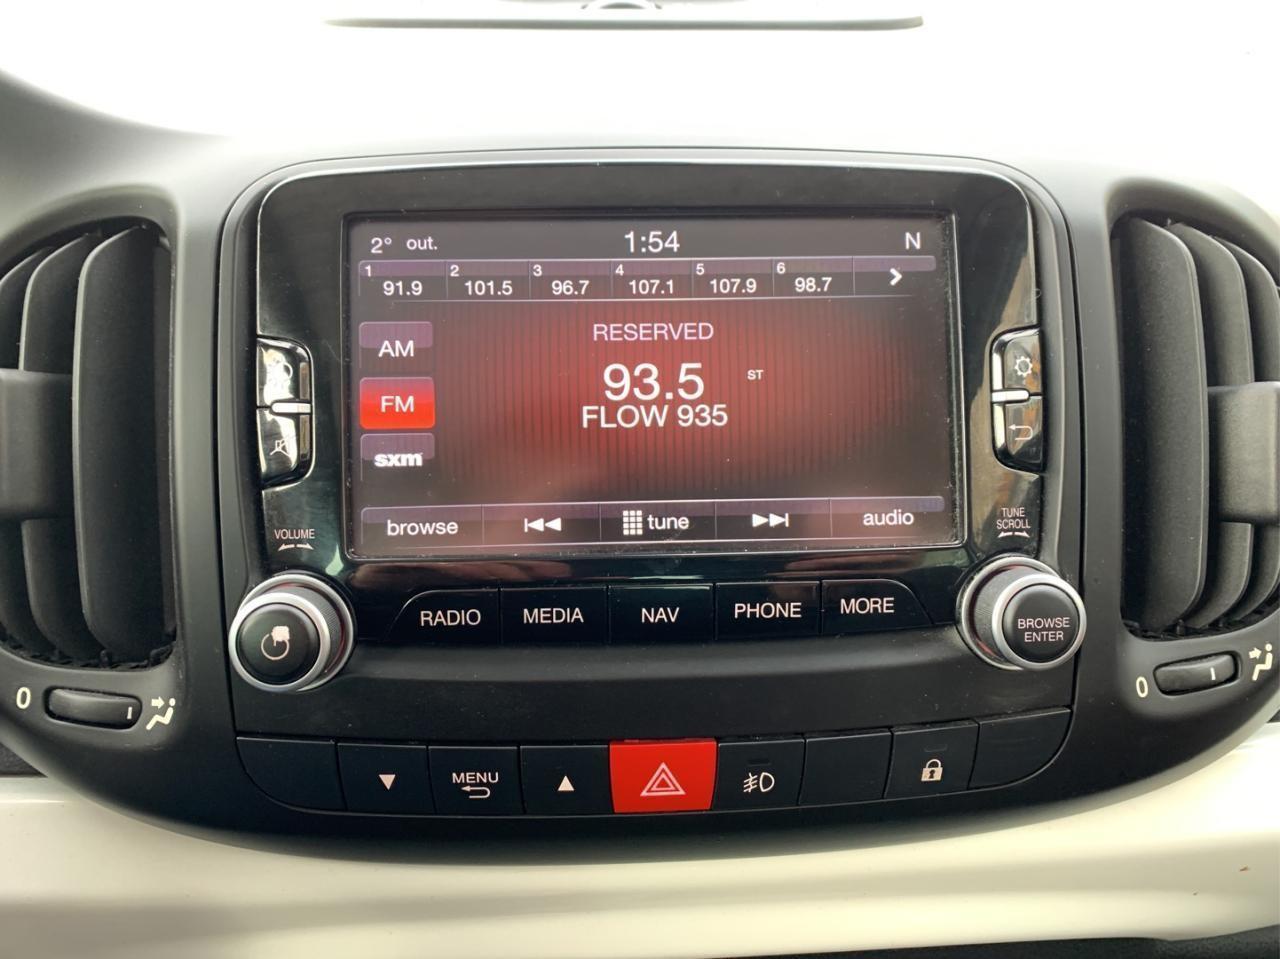 2° out. 1:54 N
1 2 3 4 5 6
91.9 101.5 96.7 107.1 107.9 98.7
RESERVED
AM
93.5 ST
FM
FLOW 935
sxm
browse tune audio
VOLUME
TUNE
SCROLL
RADIO MEDIA NAV PHONE MORE
BROWSE
ENTER
0
0
MENU